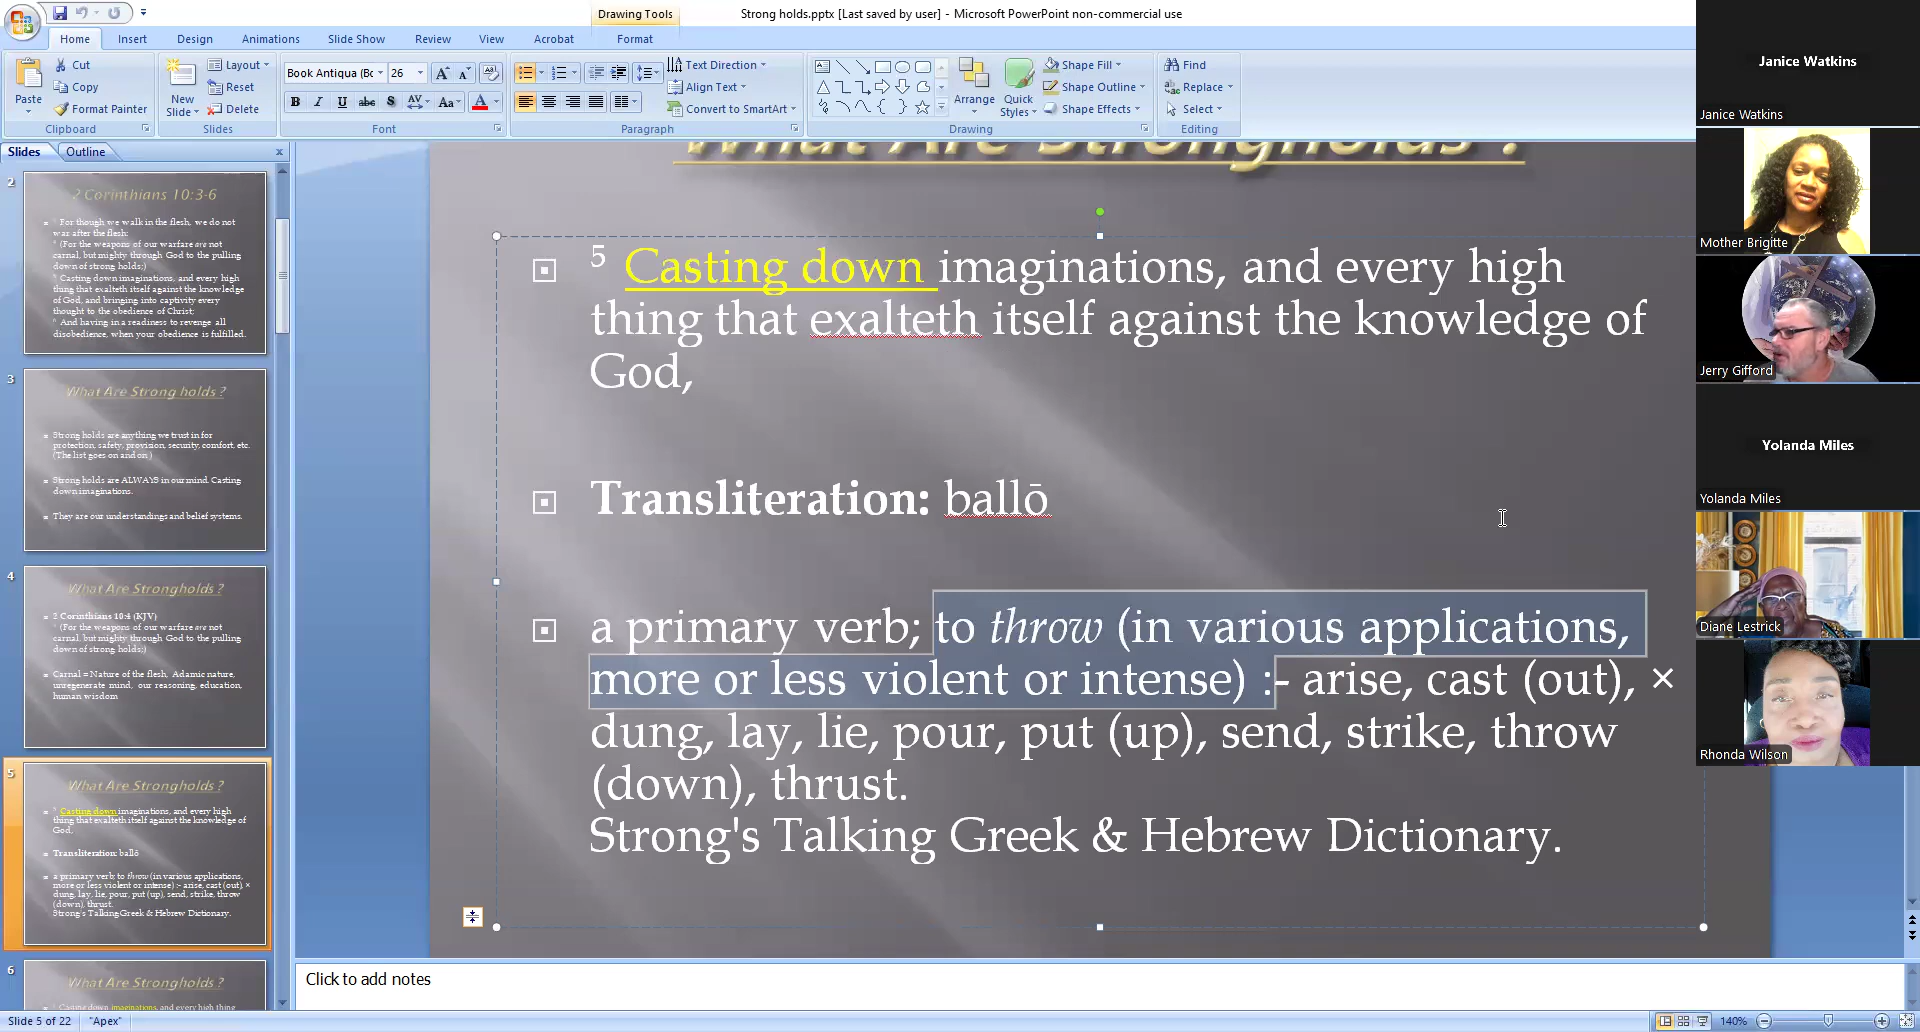 Drawing Tools
Strong holds.pptx [Last saved by user] - Microsoft PowerPoint non-commercial use
Home Insert Design Animations Slide Show Review View Acrobat Format
Paste
Cut
Copy
Format Painter
Clipboard
New Slide
Layout
Reset
Delete
Slides
Book Antiqua (Bc 26
B I U abc S AV Aa A
Font
Text Direction
Align Text
Convert to SmartArt
Paragraph
Arrange
Quick Styles
Shape Fill
Shape Outline
Shape Effects
Drawing
Find
Replace
Select
Editing
Slides Outline
2
2 Corinthians 10:3-6
For though we walk in the flesh, we do not
war after the flesh:
(For the weapons of our warfare are not
carnal, but mighty through God to the pulling
down of strong holds;)
Casting down imaginations, and every high
thing that exalteth itself against the knowledge
of God, and bringing into captivity every
thought to the obedience of Christ;
And having in a readiness to revenge all
disobedience, when your obedience is fulfilled.
3
What Are Strong holds ?
Strong holds are anything we trust in for
protection, safety, provision, security, comfort, etc.
(The list goes on and on )
Strong holds are ALWAYS in our mind. Casting
down imaginations.
They are our understandings and belief systems.
4
What Are Strongholds ?
2 Corinthians 10:4 (KJV)
(For the weapons of our warfare are not
carnal, but mighty through God to the pulling
down of strong holds;)
Carnal = Nature of the flesh, Adamic nature,
unregenerate mind, our reasoning, education,
human wisdom
5
What Are Strongholds ?
5 Casting down imaginations, and every high
thing that exalteth itself against the knowledge of
God,
Transliteration: ballō
a primary verb; to throw (in various applications,
more or less violent or intense) :- arise, cast (out), ×
dung, lay, lie, pour, put (up), send, strike, throw
(down), thrust.
Strong's Talking Greek & Hebrew Dictionary.
6
What Are Strongholds ?
Casting down imaginations, and every high thing
What Are Strongholds ?
5 Casting down imaginations, and every high
thing that exalteth itself against the knowledge of
God,
Transliteration: ballō
a primary verb; to throw (in various applications,
more or less violent or intense) :- arise, cast (out), ×
dung, lay, lie, pour, put (up), send, strike, throw
(down), thrust.
Strong's Talking Greek & Hebrew Dictionary.
Click to add notes
Slide 5 of 22 "Apex" 140%
Janice Watkins
Janice Watkins
Mother Brigitte
Jerry Gifford
Yolanda Miles
Yolanda Miles
Diane Lestrick
Rhonda Wilson